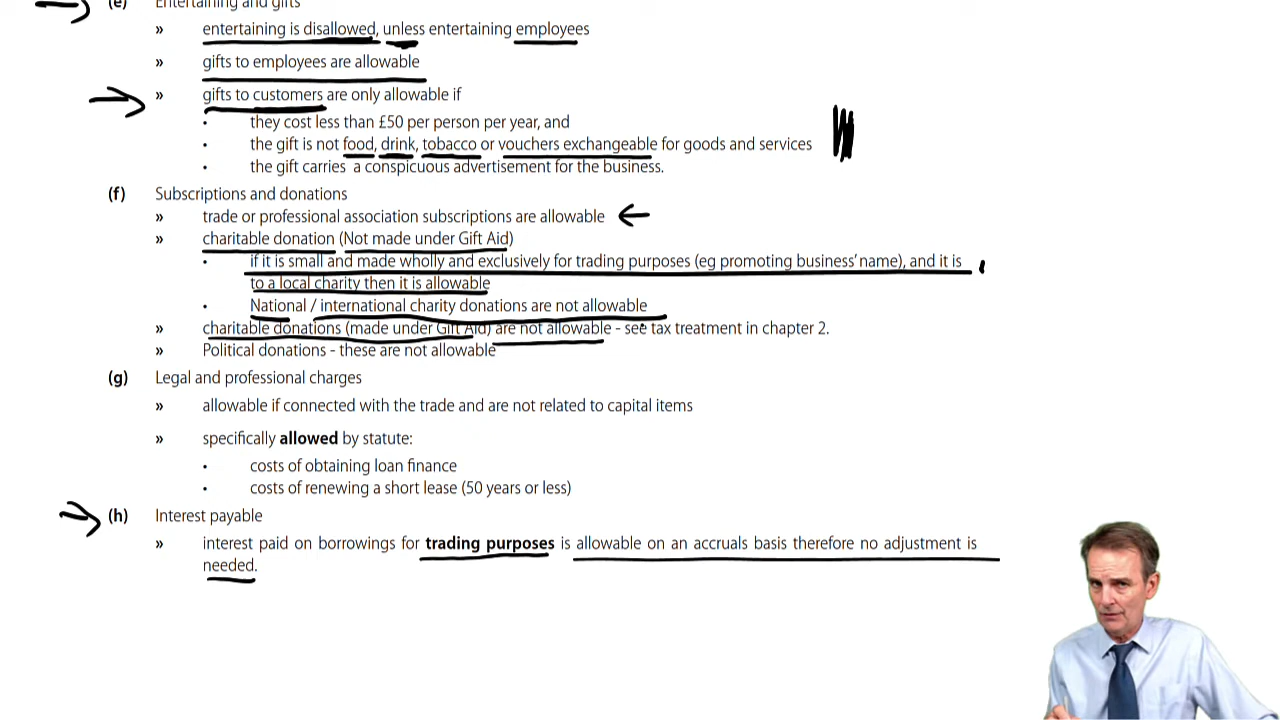 (e) Entertaining and gifts
» entertaining is disallowed, unless entertaining employees
» gifts to employees are allowable
» gifts to customers are only allowable if
• they cost less than £50 per person per year, and
• the gift is not food, drink, tobacco or vouchers exchangeable for goods and services
• the gift carries a conspicuous advertisement for the business.
(f) Subscriptions and donations
» trade or professional association subscriptions are allowable
» charitable donation (Not made under Gift Aid)
• if it is small and made wholly and exclusively for trading purposes (eg promoting business' name), and it is
to a local charity then it is allowable
• National / international charity donations are not allowable
» charitable donations (made under Gift Aid) are not allowable - see tax treatment in chapter 2.
» Political donations - these are not allowable
(g) Legal and professional charges
» allowable if connected with the trade and are not related to capital items
» specifically allowed by statute:
• costs of obtaining loan finance
• costs of renewing a short lease (50 years or less)
(h) Interest payable
» interest paid on borrowings for trading purposes is allowable on an accruals basis therefore no adjustment is
needed.